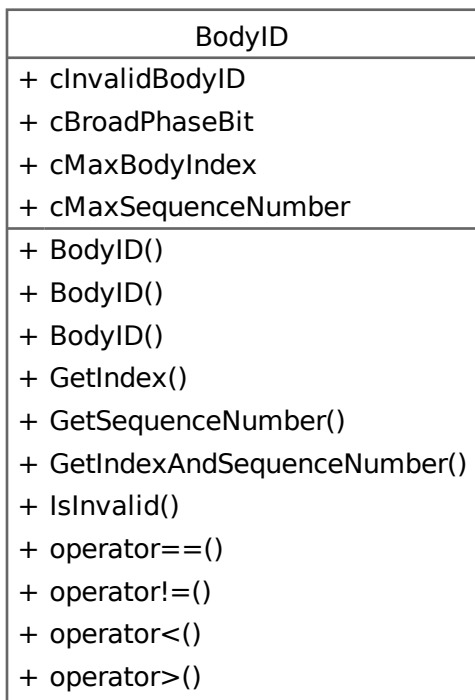 BodyID
+ cInvalidBodyID
+ cBroadPhaseBit
+ cMaxBodyIndex
+ cMaxSequenceNumber
+ BodyID()
+ BodyID()
+ BodyID()
+ GetIndex()
+ GetSequenceNumber()
+ GetIndexAndSequenceNumber()
+ IsInvalid()
+ operator==()
+ operator!=()
+ operator<()
+ operator>()